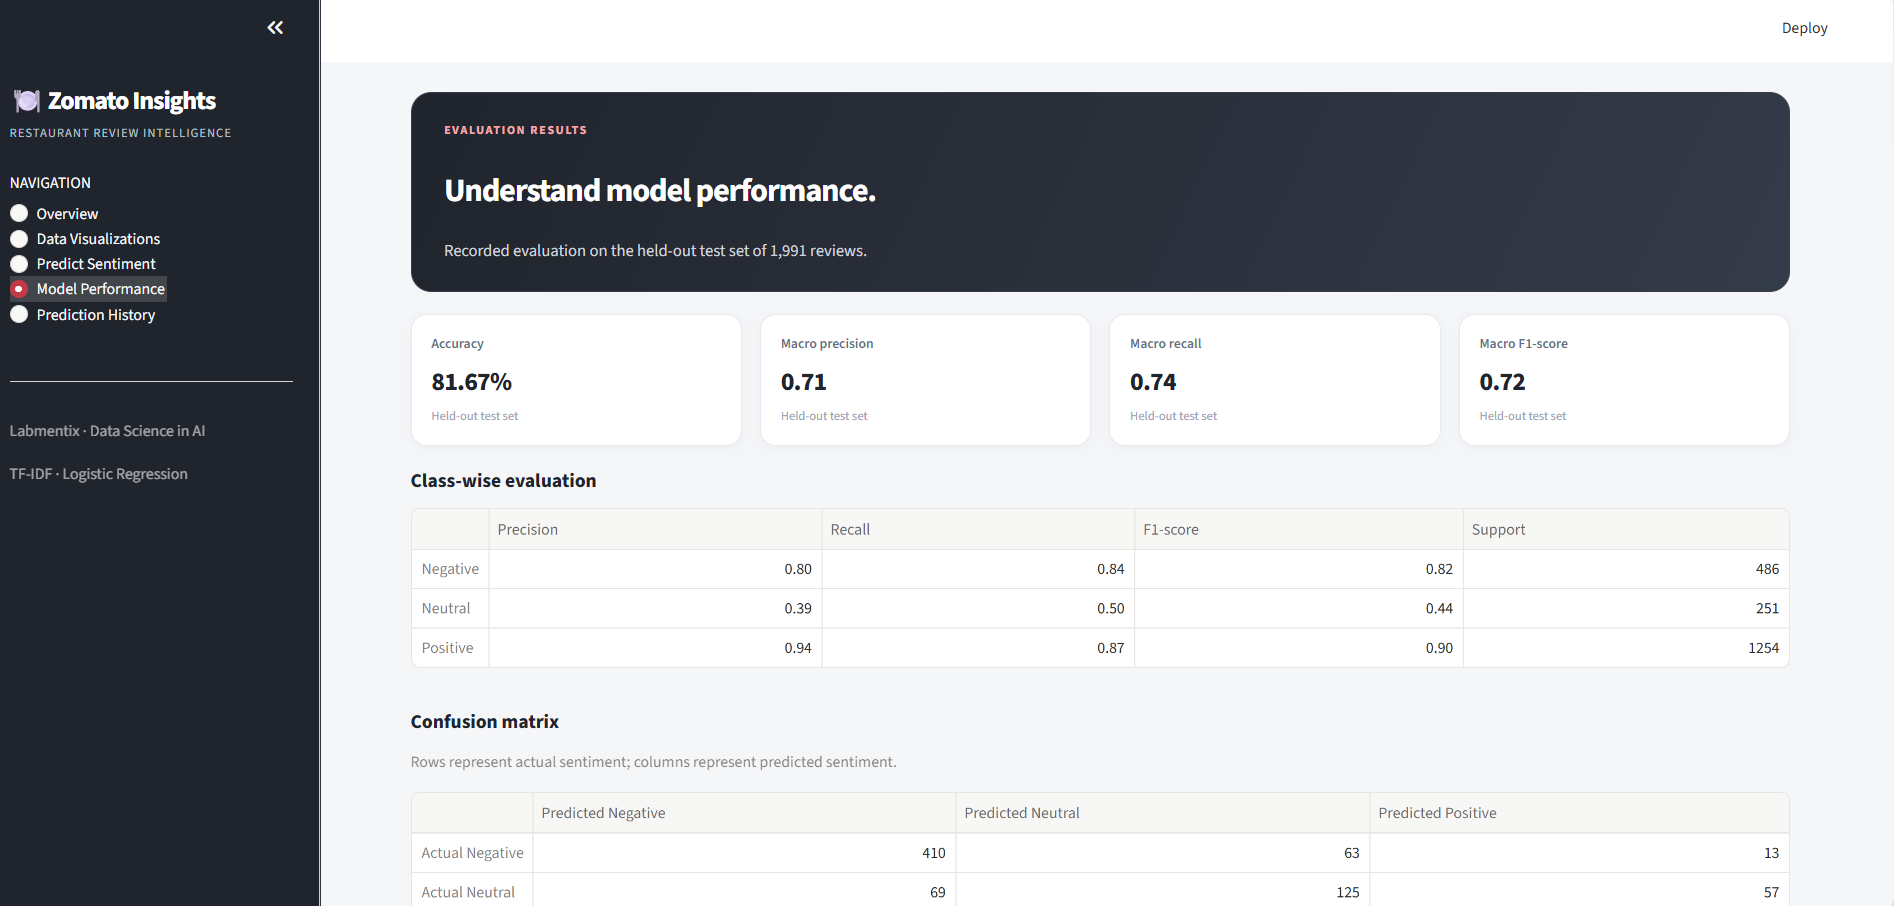 Deploy
Zomato Insights
RESTAURANT REVIEW INTELLIGENCE
NAVIGATION
Overview
Data Visualizations
Predict Sentiment
Model Performance
Prediction History
Labmentix · Data Science in AI
TF-IDF · Logistic Regression
EVALUATION RESULTS
Understand model performance.
Recorded evaluation on the held-out test set of 1,991 reviews.
Accuracy
81.67%
Held-out test set
Macro precision
0.71
Held-out test set
Macro recall
0.74
Held-out test set
Macro F1-score
0.72
Held-out test set
Class-wise evaluation
Precision Recall F1-score Support
Negative 0.80 0.84 0.82 486
Neutral 0.39 0.50 0.44 251
Positive 0.94 0.87 0.90 1254
Confusion matrix
Rows represent actual sentiment; columns represent predicted sentiment.
Predicted Negative Predicted Neutral Predicted Positive
Actual Negative 410 63 13
Actual Neutral 69 125 57